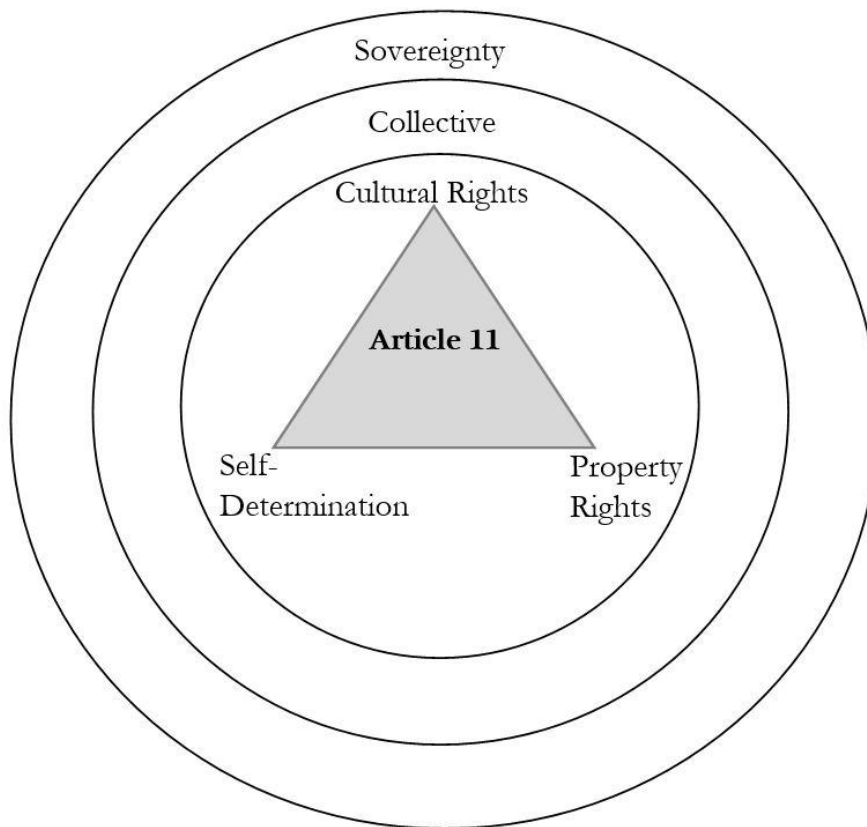 Sovereignty
Collective
Cultural Rights
Article 11
Self-
Determination
Property
Rights